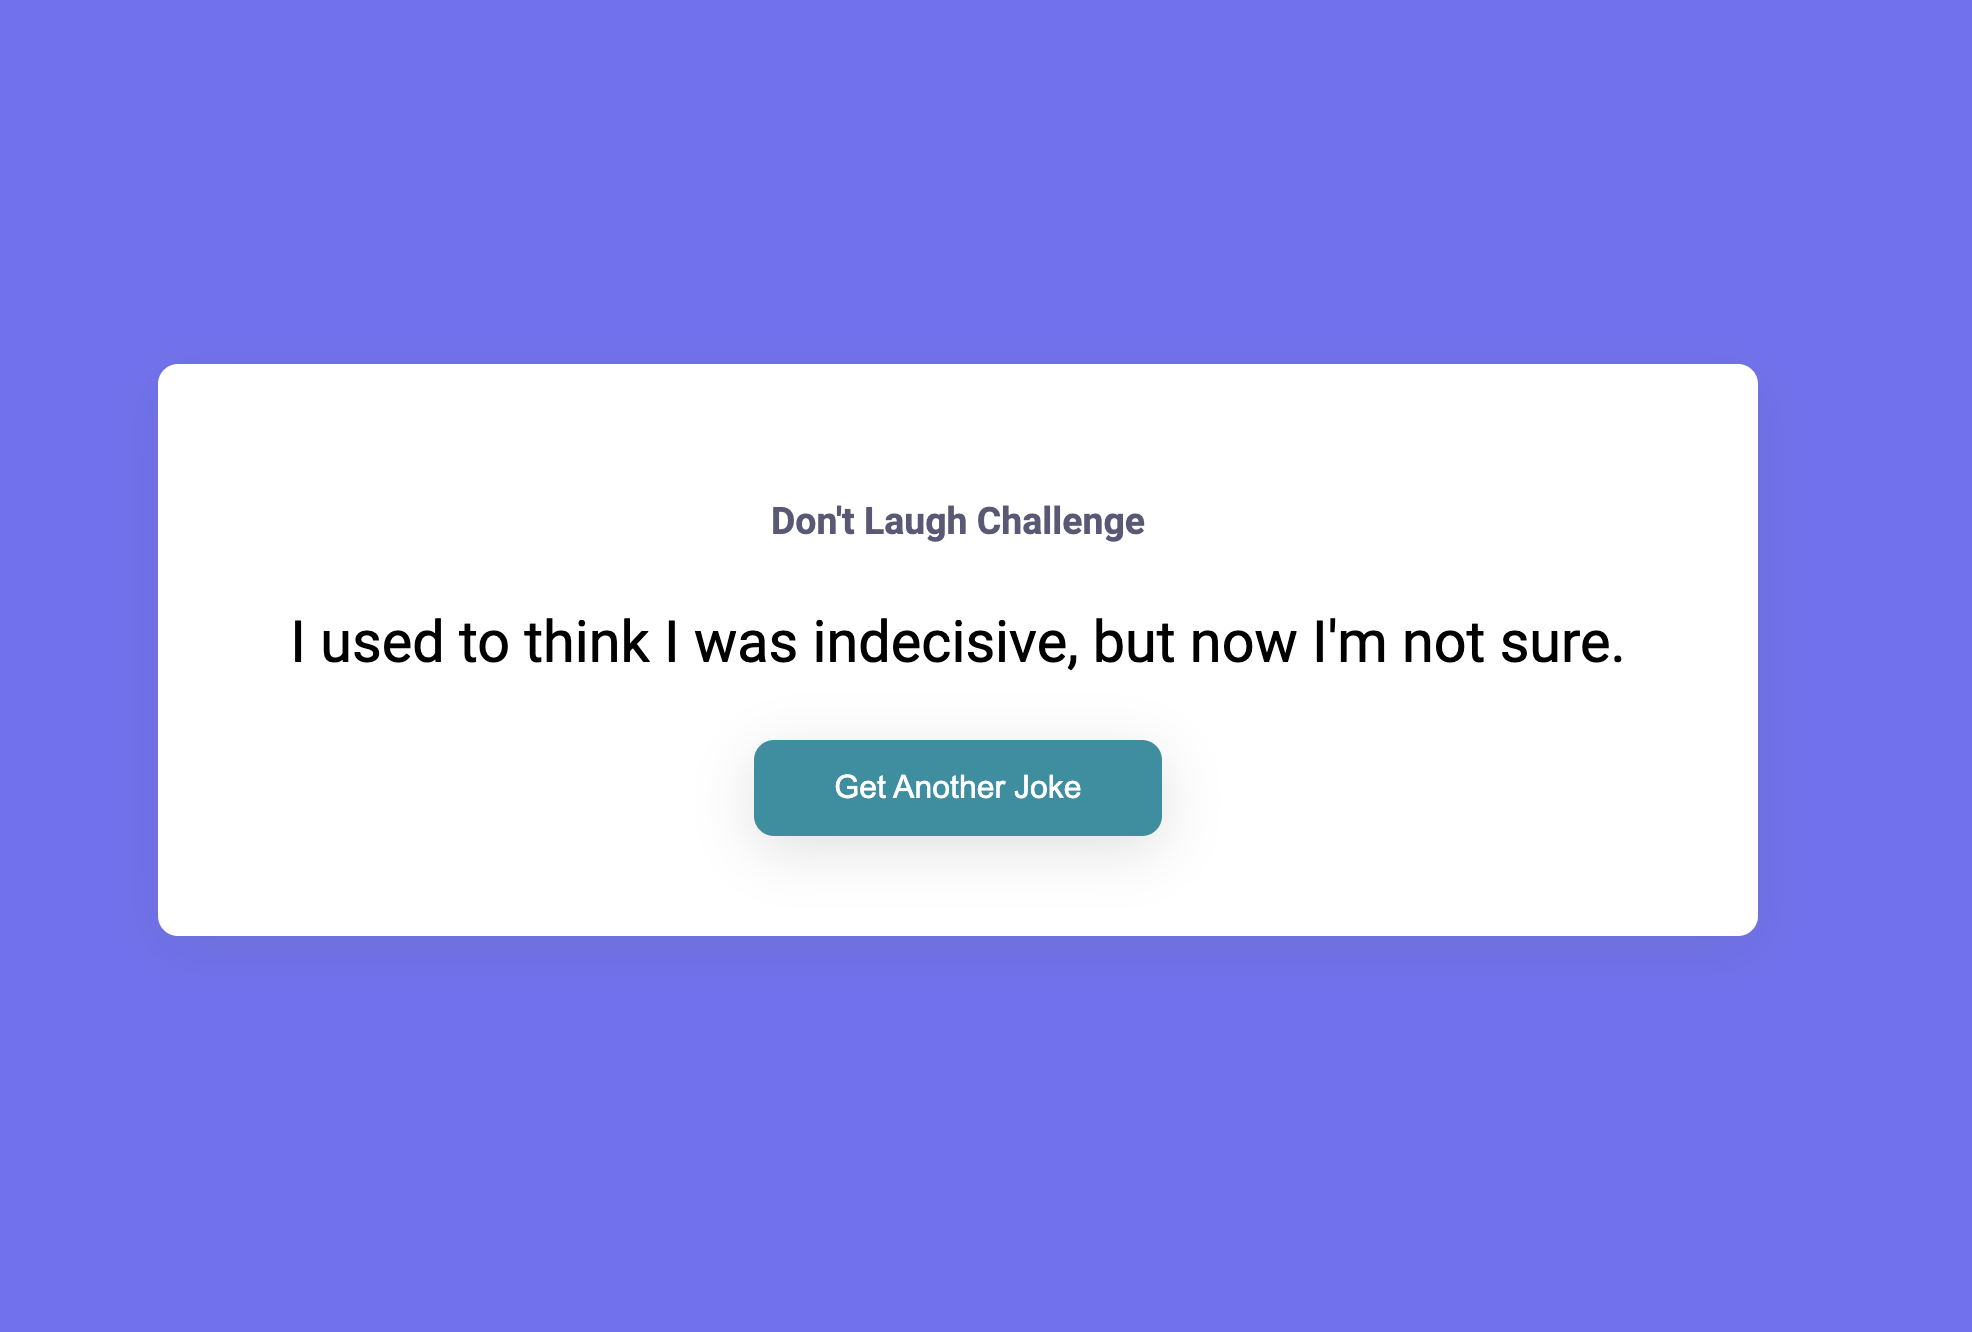 Don't Laugh Challenge
I used to think I was indecisive, but now I'm not sure.
Get Another Joke